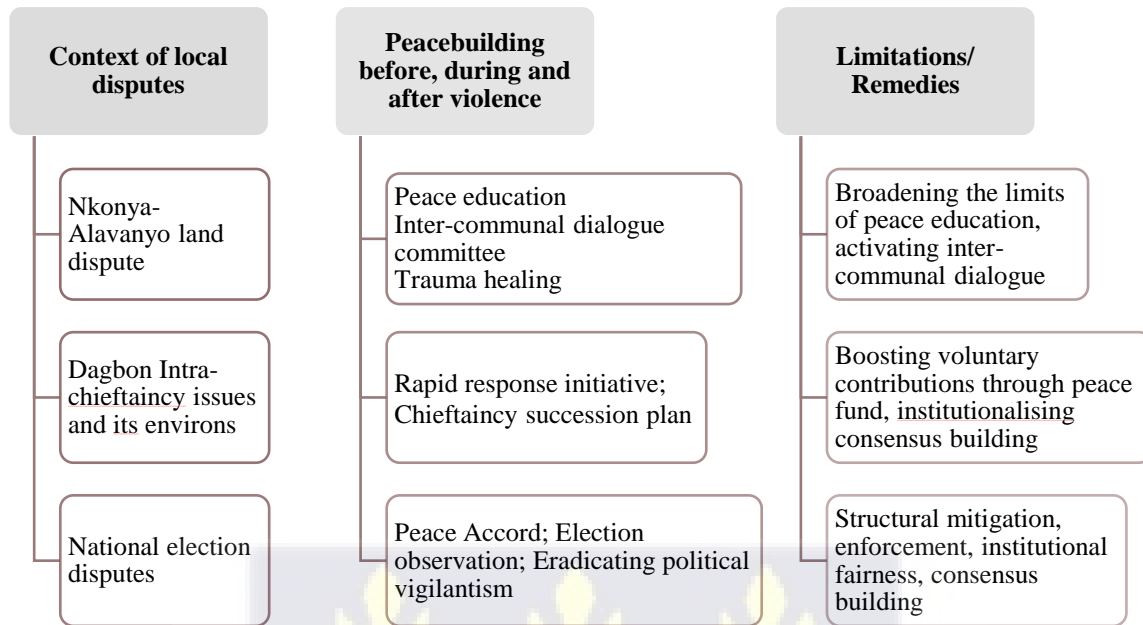 Context of local
disputes
Nkonya-
Alavanyo land
dispute
Dagbon Intra-
chieftaincy issues
and its environs
National election
disputes
Peacebuilding
before, during and
after violence
Peace education
Inter-communal dialogue
committee
Trauma healing
Rapid response initiative;
Chieftaincy succession plan
Peace Accord; Election
observation; Eradicating political
vigilantism
Limitations/
Remedies
Broadening the limits
of peace education,
activating inter-
communal dialogue
Boosting voluntary
contributions through peace
fund, institutionalising
consensus building
Structural mitigation,
enforcement, institutional
fairness, consensus
building